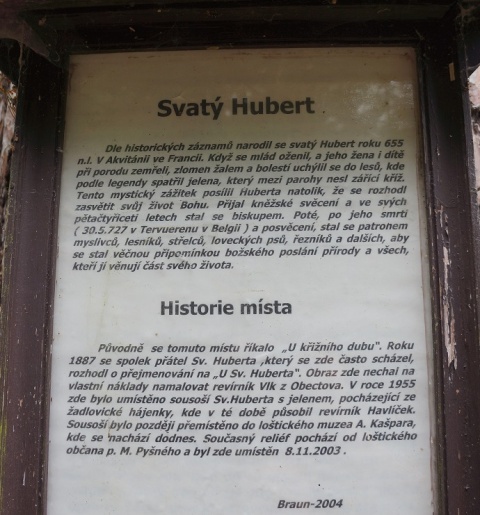 Svatý Hubert
Dle historických záznamů narodil se svatý Hubert roku 655
n.l. V Akvitánii ve Francii. Když se mlád oženil, a jeho žena i dítě
při porodu zemřeli, zlomen žalem a bolestí uchýlil se do lesů, kde
podle legendy spatřil jelena, který mezi parohy nesl zářící kříž.
Tento mystický zážitek posílil Huberta natolik, že se rozhodl
zasvětit svůj život Bohu. Přijal kněžské svěcení a ve svých
pětačtyřiceti letech stal se biskupem. Poté, po jeho smrti
( 30.5.727 v Tervuerenu v Belgii ) a posvěcení, stal se patronem
myslivců, lesníků, střelců, loveckých psů, řezníků a dalších, aby
se stal věčnou připomínkou božského poslání přírody a všech,
kteří jí věnují část svého života.
Historie místa
Původně se tomuto místu říkalo „U křížního dubu". Roku
1887 se spolek přátel Sv. Huberta ,který se zde často scházel,
rozhodl o přejmenování na „U Sv. Huberta". Obraz zde nechal na
vlastní náklady namalovat revírník Vlk z Obectova. V roce 1955
zde bylo umístěno sousoší Sv.Huberta s jelenem, pocházející ze
žadlovické hájenky, kde v té době působil revírník Havlíček.
Sousoší bylo později přemístěno do loštického muzea A. Kašpara,
kde se nachází dodnes. Současný reliéf pochází od loštického
občana p. M. Pyšného a byl zde umístěn 8.11.2003 .
Braun-2004